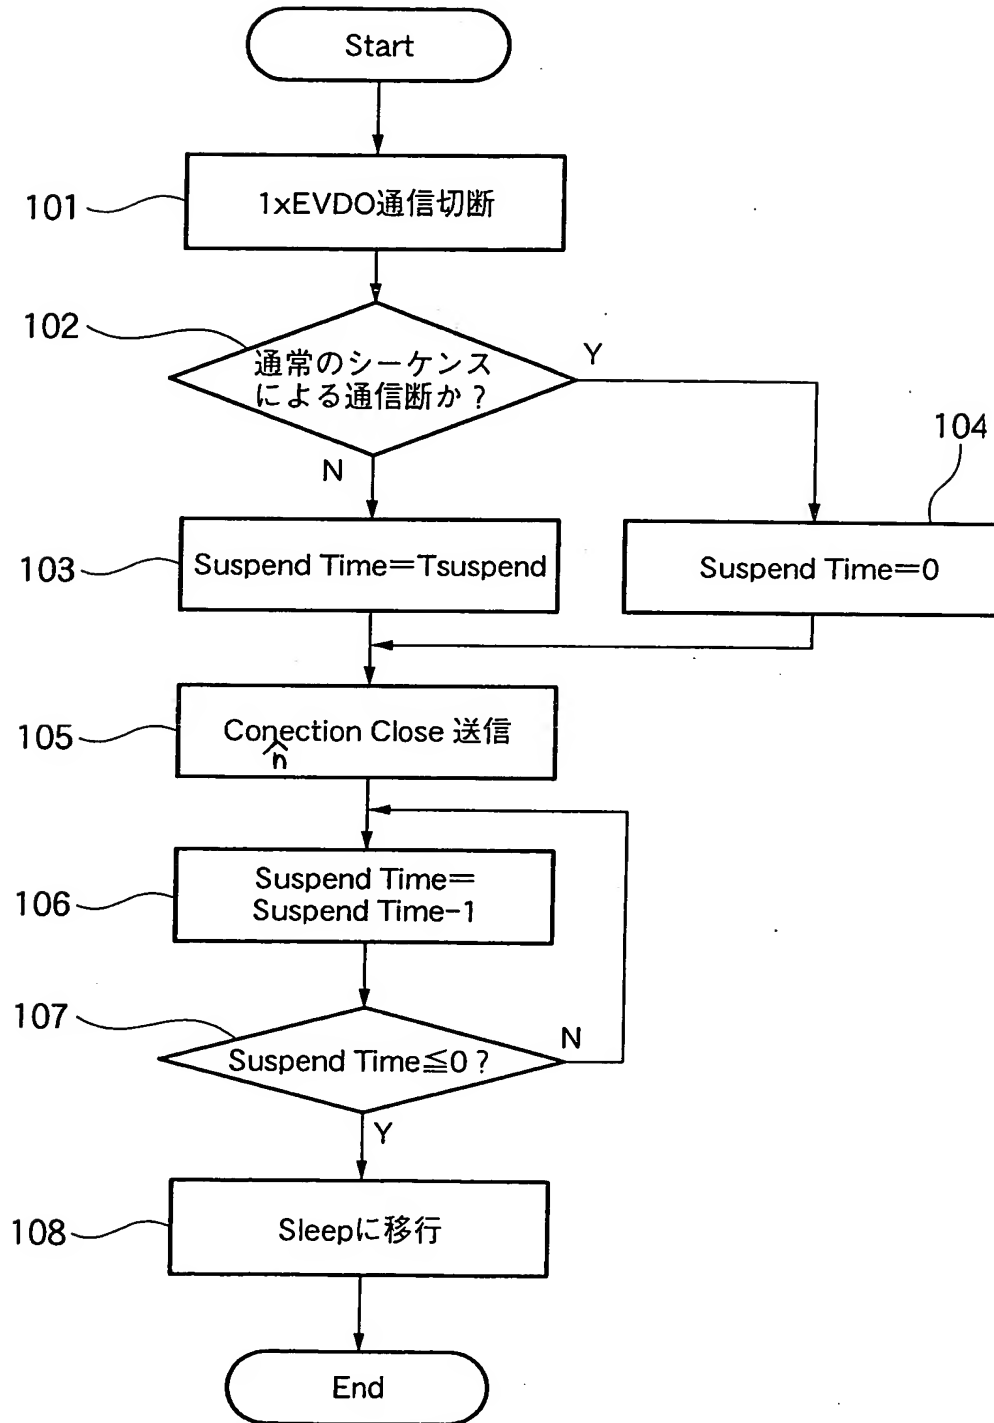 Start
101
1xEVDO通信切断
102
通常のシーケンス
による通信断か？
Y
N
104
103
Suspend Time=Tsuspend
Suspend Time=0
105
Conection Close 送信
n
106
Suspend Time=
Suspend Time-1
107
Suspend Time≦0？
N
Y
108
Sleepに移行
End